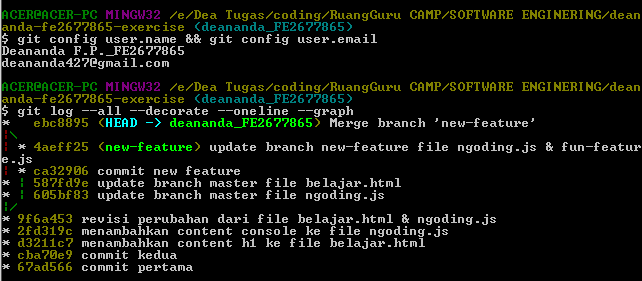 ACER@ACER-PC MINGW32 /e/Dea Tugas/coding/RuangGuru CAMP/SOFTWARE ENGINERING/dean
anda-fe2677865-exercise (deananda_FE2677865)
$ git config user.name && git config user.email
Deananda F.P._FE2677865
deananda427@gmail.com
ACER@ACER-PC MINGW32 /e/Dea Tugas/coding/RuangGuru CAMP/SOFTWARE ENGINERING/dean
anda-fe2677865-exercise (deananda_FE2677865)
$ git log --all --decorate --oneline --graph
*   ebc8895 (HEAD -> deananda_FE2677865) Merge branch 'new-feature'
|\
| * 4aeff25 (new-feature) update branch new-feature file ngoding.js & fun-featur
e.js
| * ca32906 commit new feature
* | 587fd9e update branch master file belajar.html
* | 605bf83 update branch master file ngoding.js
|/
* 9f6a453 revisi perubahan dari file belajar.html & ngoding.js
* 2fd319c menambahkan content console ke file ngoding.js
* d3211c7 menambahkan content h1 ke file belajar.html
* cba70e9 commit kedua
* 67ad566 commit pertama